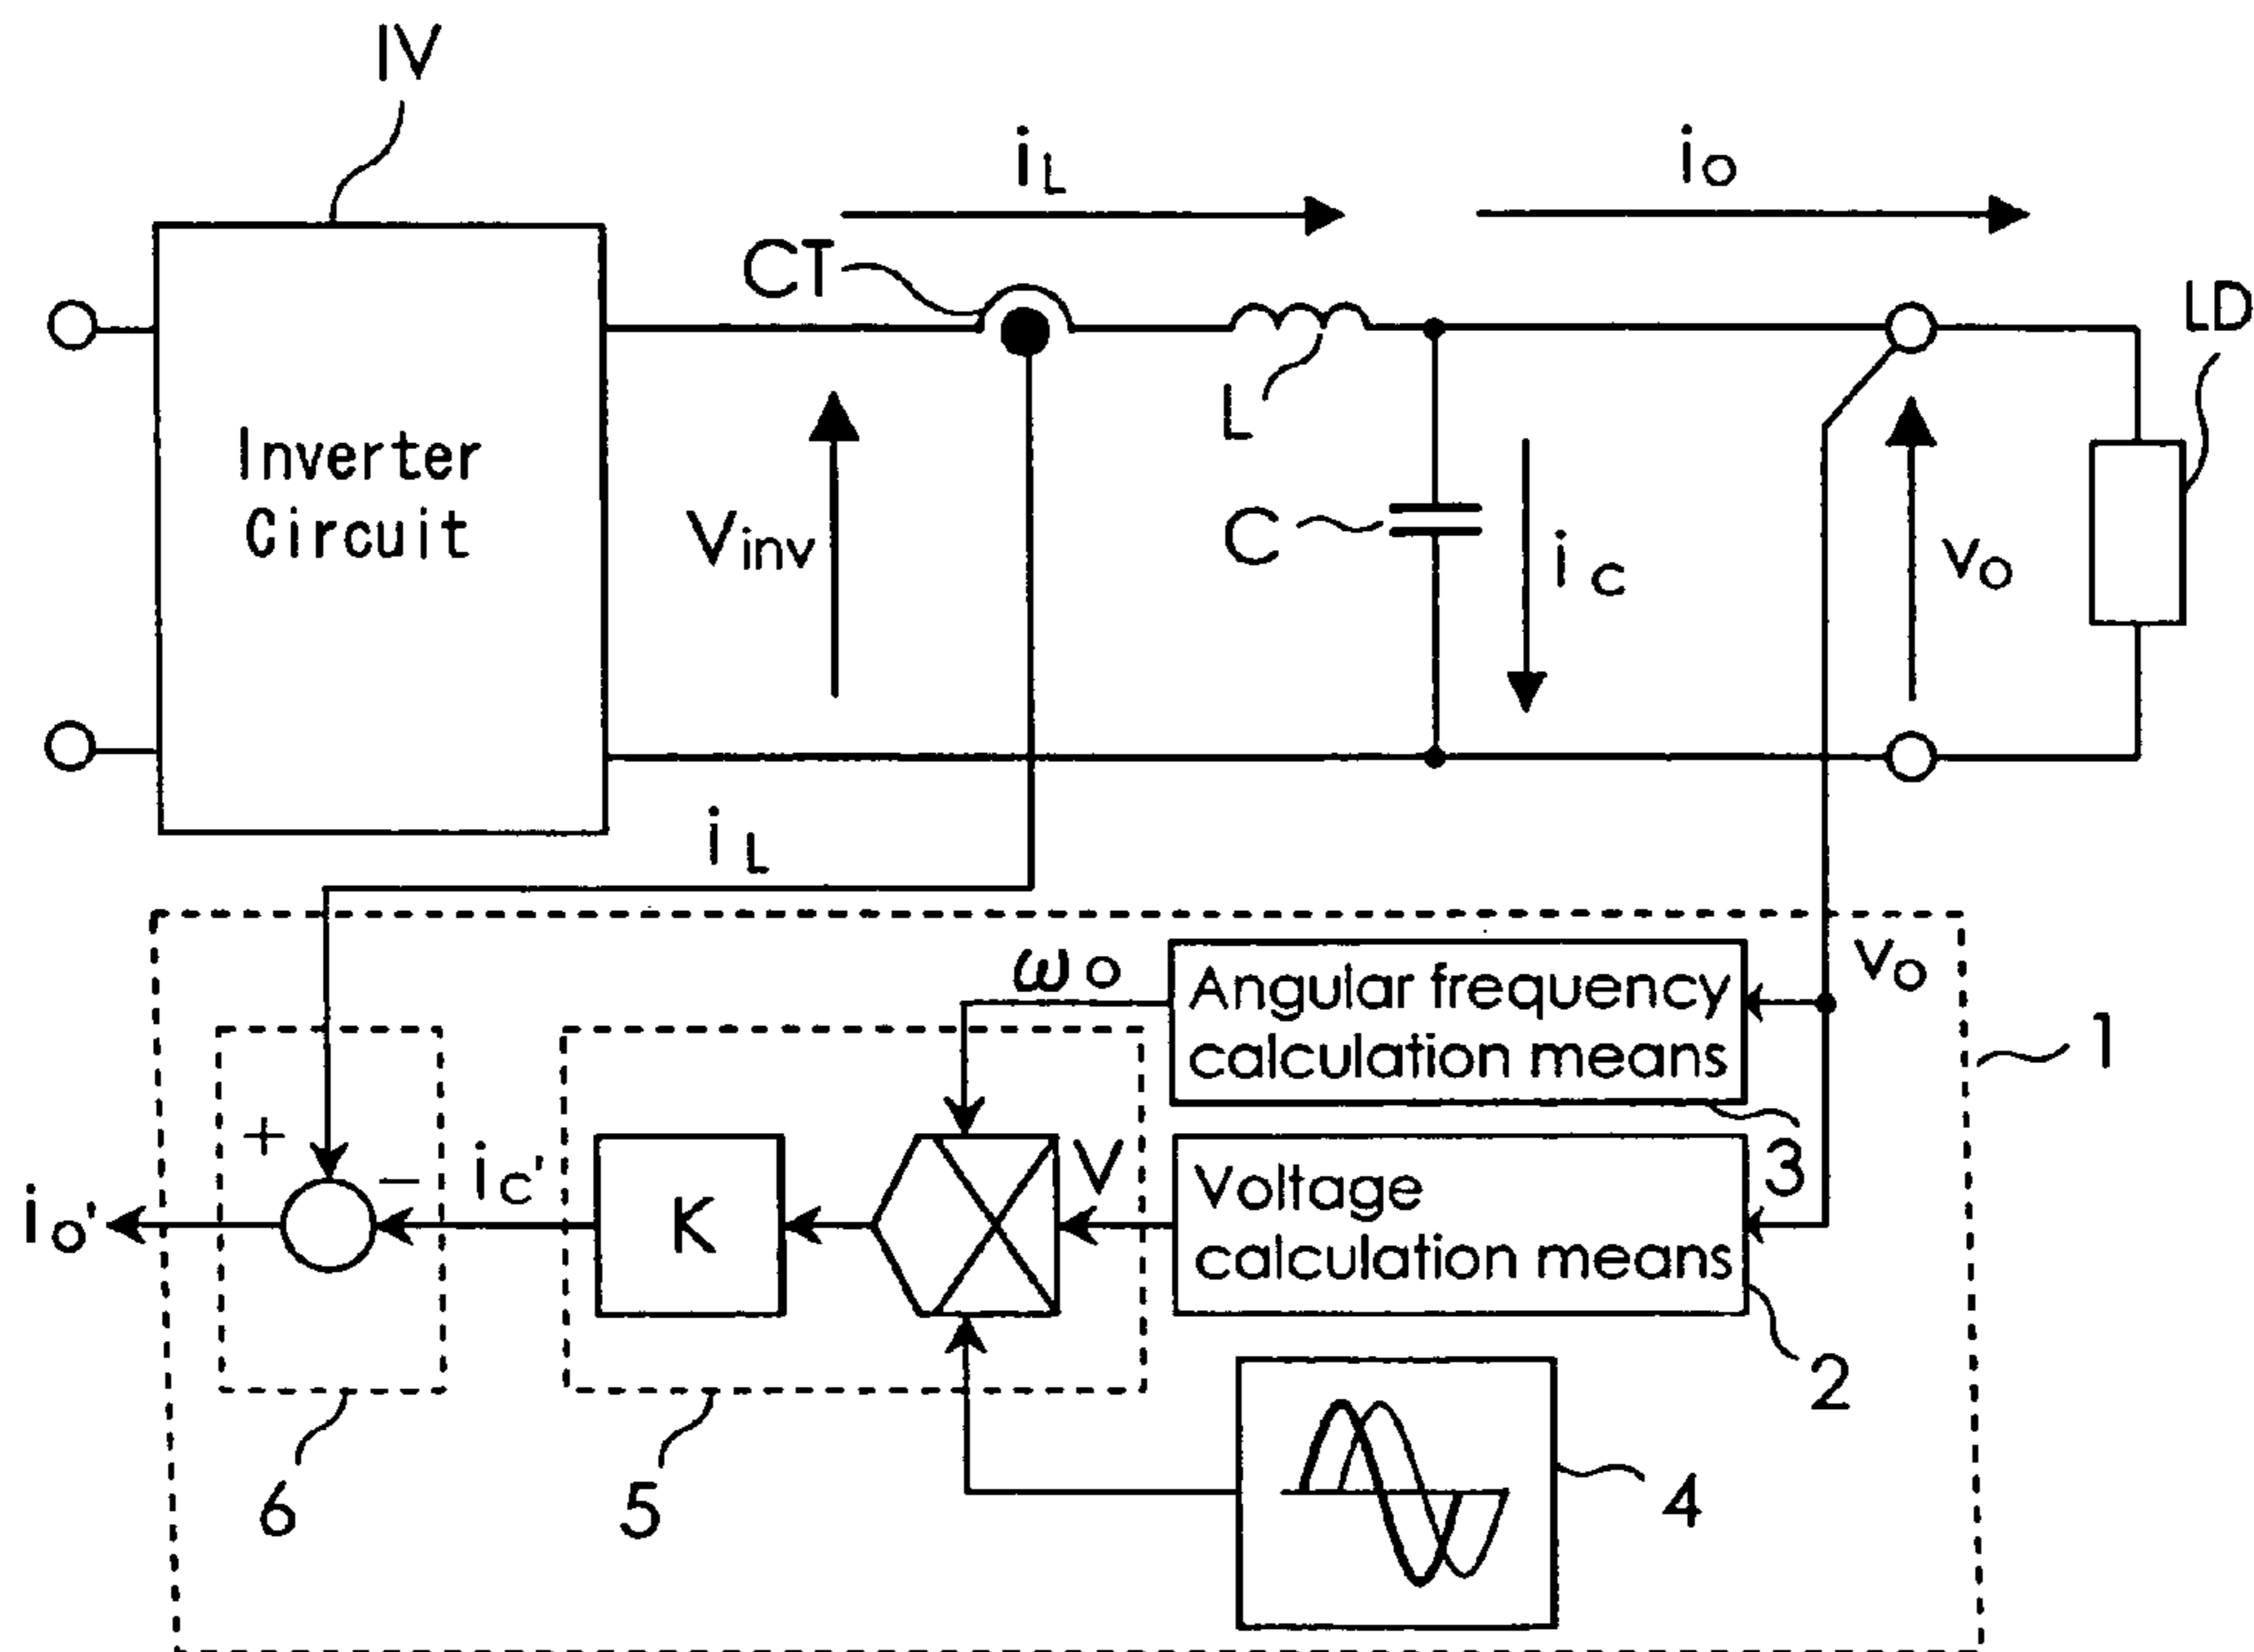 IV
iL
io
CT
LD
Inverter
Circuit
L
Vinv
C
ic
vo
iL
ωo
Angular frequency
calculation means
vo
1
+
−
ic'
K
V
3
Voltage
calculation means
io'
2
6
5
4